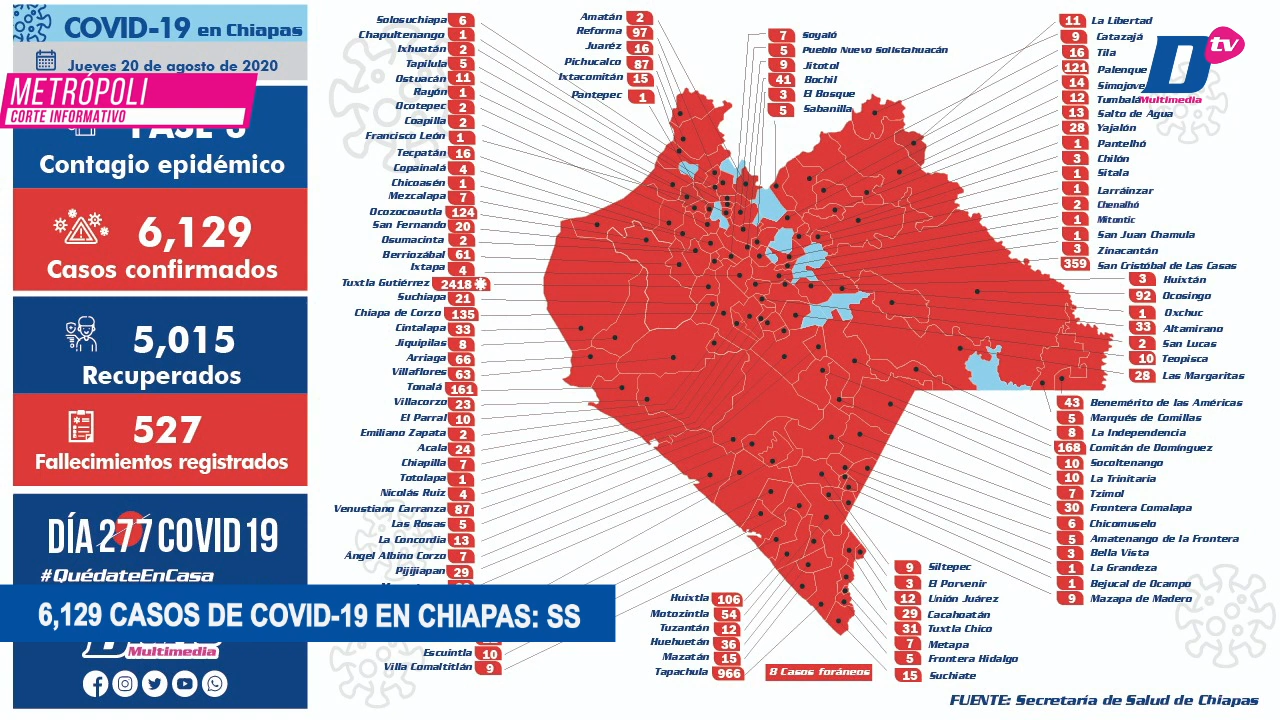 COVID-19 en Chiapas
Jueves 20 de agosto de 2020
METRÓPOLI
CORTE INFORMATIVO
Contagio epidémico
6,129
Casos confirmados
5,015
Recuperados
527
Fallecimientos registrados
DÍA 277 COVID 19
#QuédateEnCasa
6,129 CASOS DE COVID-19 EN CHIAPAS: SS
Multimedia
Solosuchiapa 6
Chapultenango 1
Ixhuatán 2
Tapilula 5
Ostuacán 11
Rayón 1
Ocotepec 2
Coapilla 2
Francisco León 1
Tecpatán 16
Copainalá 4
Chicoasén 1
Mezcalapa 7
Ocozocoautla 124
San Fernando 20
Osumacinta 2
Berriozábal 61
Ixtapa 4
Tuxtla Gutiérrez 2418
Suchiapa 21
Chiapa de Corzo 135
Cintalapa 33
Jiquipilas 8
Arriaga 66
Villaflores 63
Tonalá 161
Villacorzo 23
El Parral 10
Emiliano Zapata 2
Acala 24
Chiapilla 7
Totolapa 1
Nicolás Ruiz 4
Venustiano Carranza 87
Las Rosas 5
La Concordia 13
Ángel Albino Corzo 7
Pijijiapan 29
Escuintla 10
Villa Comaltitlán 9
Amatán 2
Reforma 97
Juaréz 16
Pichucalco 87
Ixtacomitán 15
Pantepec 1
7 Soyaló
5 Pueblo Nuevo Solistahuacán
9 Jitotol
41 Bochil
3 El Bosque
5 Sabanilla
11 La Libertad
9 Catazajá
16 Tila
121 Palenque
14 Simojovel
12 Tumbalá
13 Salto de Agua
28 Yajalón
1 Pantelhó
3 Chilón
1 Sitala
1 Larráinzar
2 Chenalhó
1 Mitontic
1 San Juan Chamula
3 Zinacantán
359 San Cristóbal de Las Casas
3 Huixtán
92 Ocosingo
1 Oxchuc
33 Altamirano
2 San Lucas
10 Teopisca
28 Las Margaritas
43 Benemérito de las Américas
5 Marqués de Comillas
8 La Independencia
168 Comitán de Domínguez
10 Socoltenango
10 La Trinitaria
7 Tzimol
30 Frontera Comalapa
6 Chicomuselo
5 Amatenango de la Frontera
3 Bella Vista
1 La Grandeza
1 Bejucal de Ocampo
9 Mazapa de Madero
Huixtla 106
Motozintla 54
Tuzantán 12
Huehuetán 36
Mazatán 15
Tapachula 966
8 Casos foráneos
9 Siltepec
3 El Porvenir
12 Unión Juárez
29 Cacahoatán
31 Tuxtla Chico
7 Metapa
5 Frontera Hidalgo
15 Suchiate
D tv
Multimedia
FUENTE: Secretaría de Salud de Chiapas